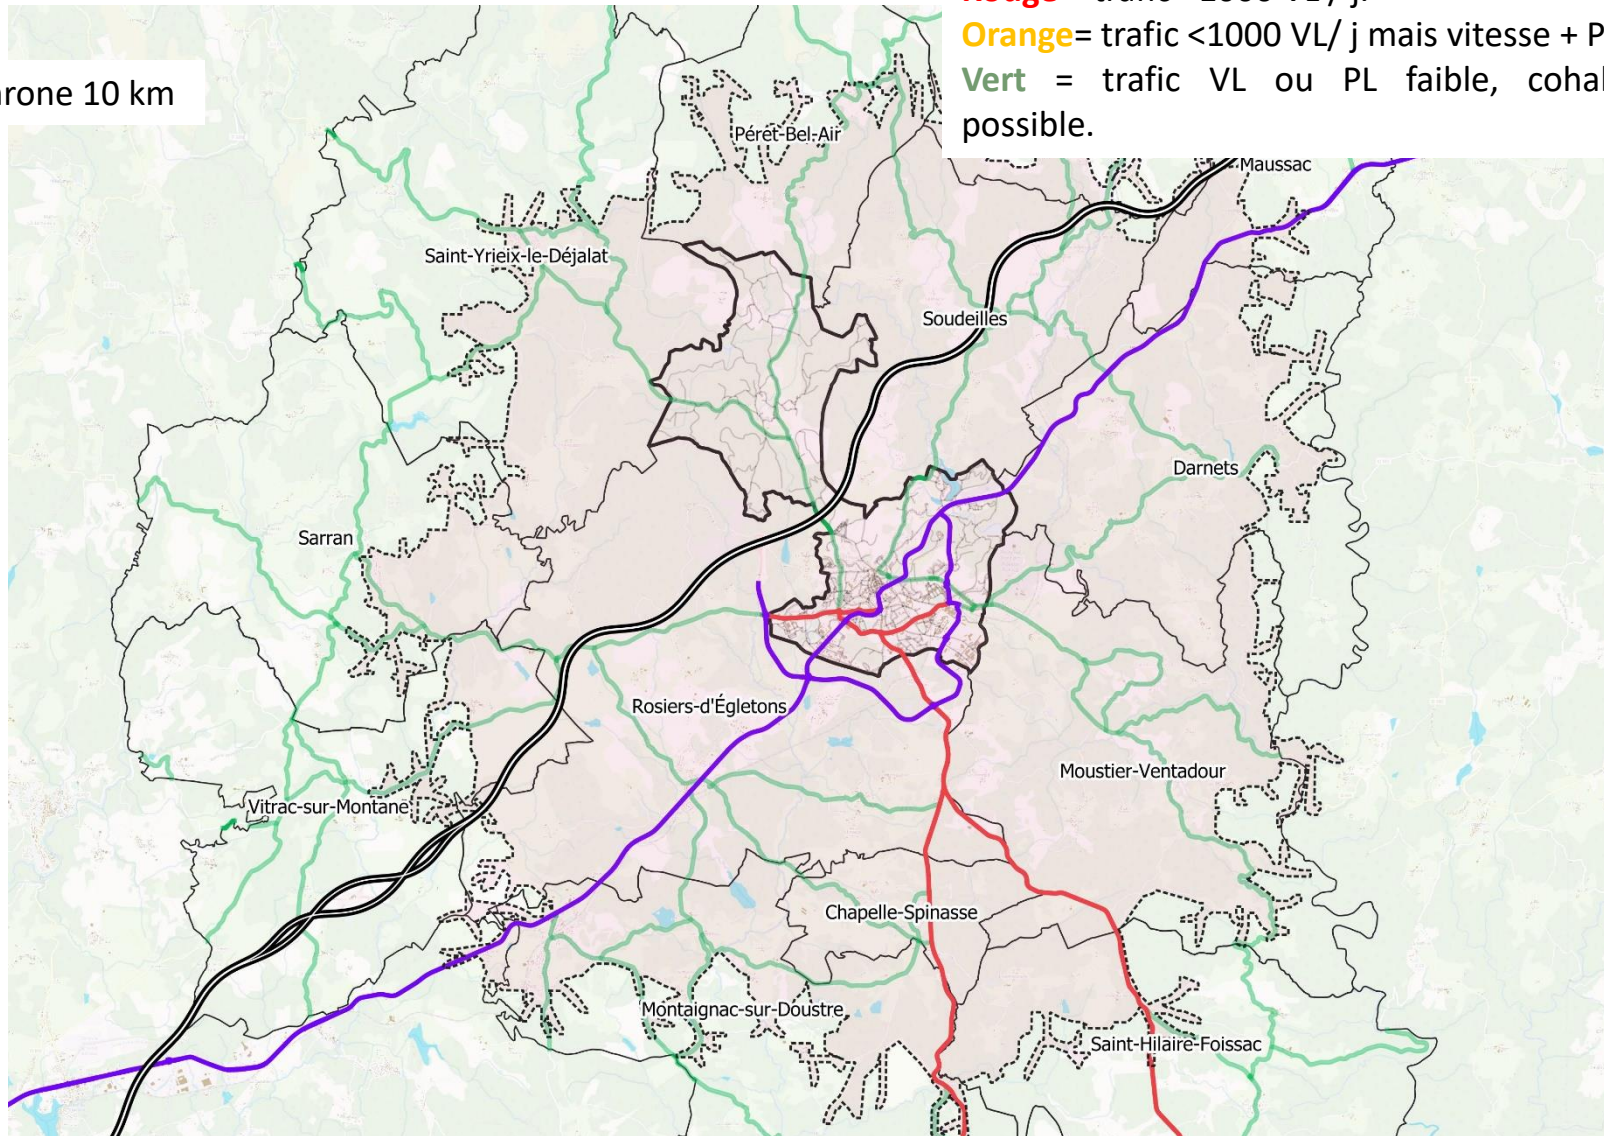 Orange= trafic <1000 VL/ j mais vitesse + P
Vert = trafic VL ou PL faible, cohal
possible.
rone 10 km
Péret-Bel-Air
Maussac
Saint-Yrieix-le-Déjalat
Soudeilles
Darnets
Sarran
Rosiers-d'Égletons
Moustier-Ventadour
Vitrac-sur-Montane
Chapelle-Spinasse
Montaignac-sur-Doustre
Saint-Hilaire-Foissac